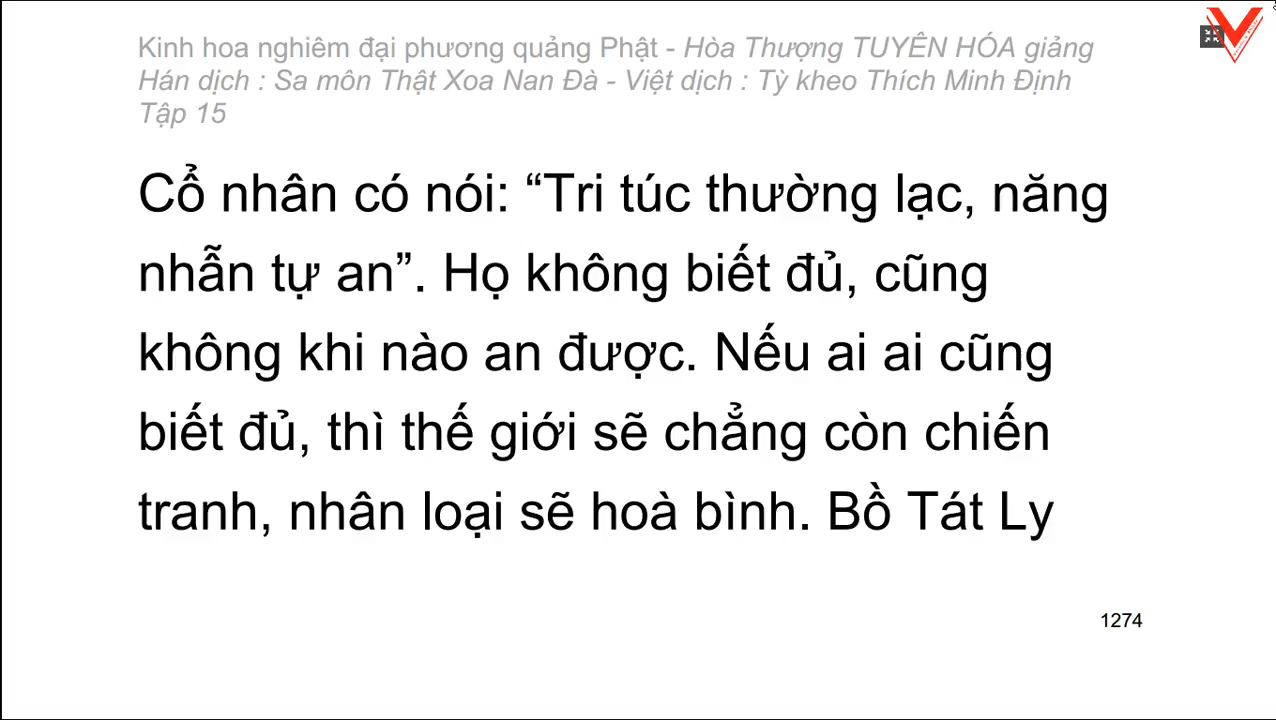 Kinh hoa nghiêm đại phương quảng Phật - Hòa Thượng TUYÊN HÓA giảng
Hán dịch : Sa môn Thật Xoa Nan Đà - Việt dịch : Tỳ kheo Thích Minh Định
Tập 15
Cổ nhân có nói: “Tri túc thường lạc, năng
nhẫn tự an”. Họ không biết đủ, cũng
không khi nào an được. Nếu ai ai cũng
biết đủ, thì thế giới sẽ chẳng còn chiến
tranh, nhân loại sẽ hoà bình. Bồ Tát Ly
1274